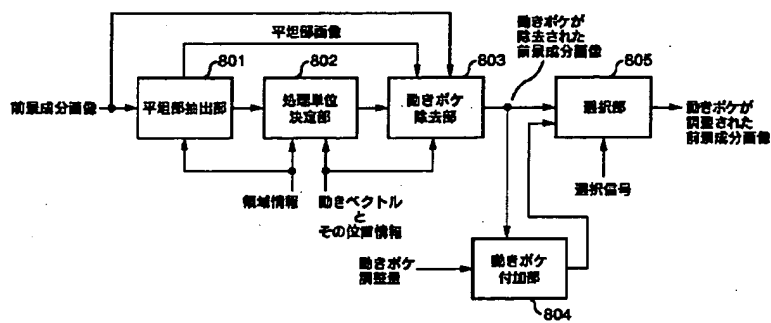 平坦部画像
動きボケが
除去された
前景成分画像
801
802
803
805
前景成分画像
平坦部抽出部
処理単位
決定部
動きボケ
除去部
選択部
動きボケが
調整された
前景成分画像
領域情報
動きベクトル
と
その位置情報
選択信号
動きボケ
調整量
動きボケ
付加部
804